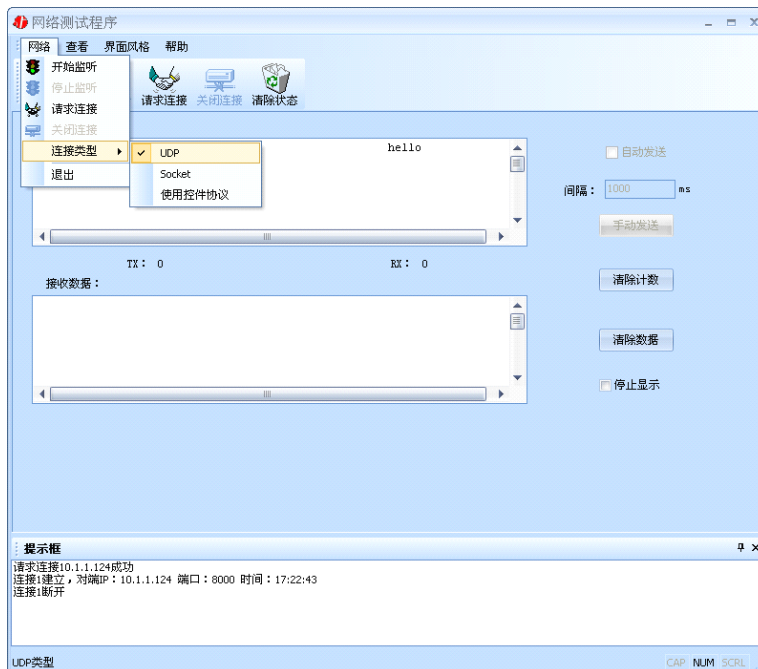 网络测试程序
网络 查看 界面风格 帮助
开始监听
停止监听
请求连接
关闭连接
连接类型
退出
请求连接 关闭连接 清除状态
UDP
Socket
使用控件协议
hello
自动发送
间隔： 1000 ms
手动发送
TX： 0 RX： 0
接收数据：
清除计数
清除数据
停止显示
提示框
请求连接10.1.1.124成功
连接1建立，对端IP：10.1.1.124 端口：8000 时间：17:22:43
连接1断开
UDP类型 CAP NUM SCRL